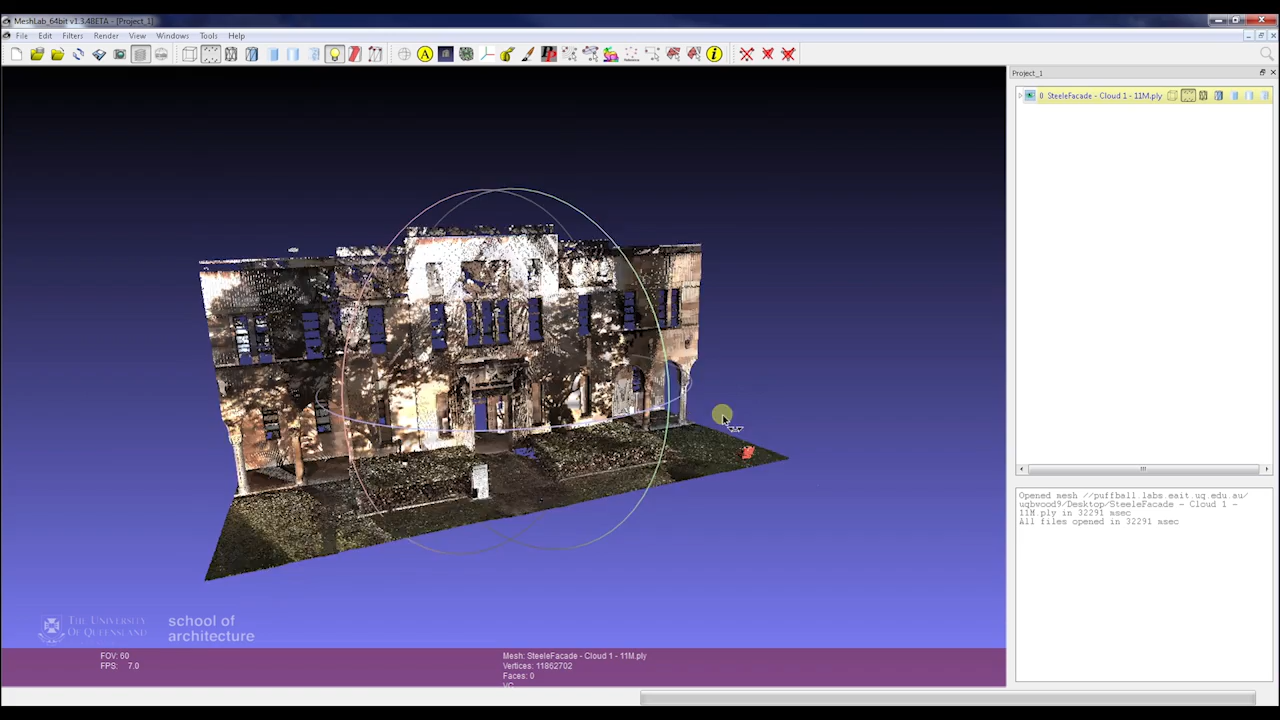 MeshLab_64bit v1.3.4BETA - [Project_1]
File Edit Filters Render View Windows Tools Help
A
i
Project_1
0 SteeleFacade - Cloud 1 - 11M.ply
Opened mesh //puffball.labs.eait.uq.edu.au/
uqbwood9/Desktop/SteeleFacade - Cloud 1 -
11M.ply in 32291 msec
All files opened in 32291 msec
THE UNIVERSITY
OF QUEENSLAND
school of
architecture
FOV: 60
FPS: 7.0
Mesh: SteeleFacade - Cloud 1 - 11M.ply
Vertices: 11862702
Faces: 0
VC